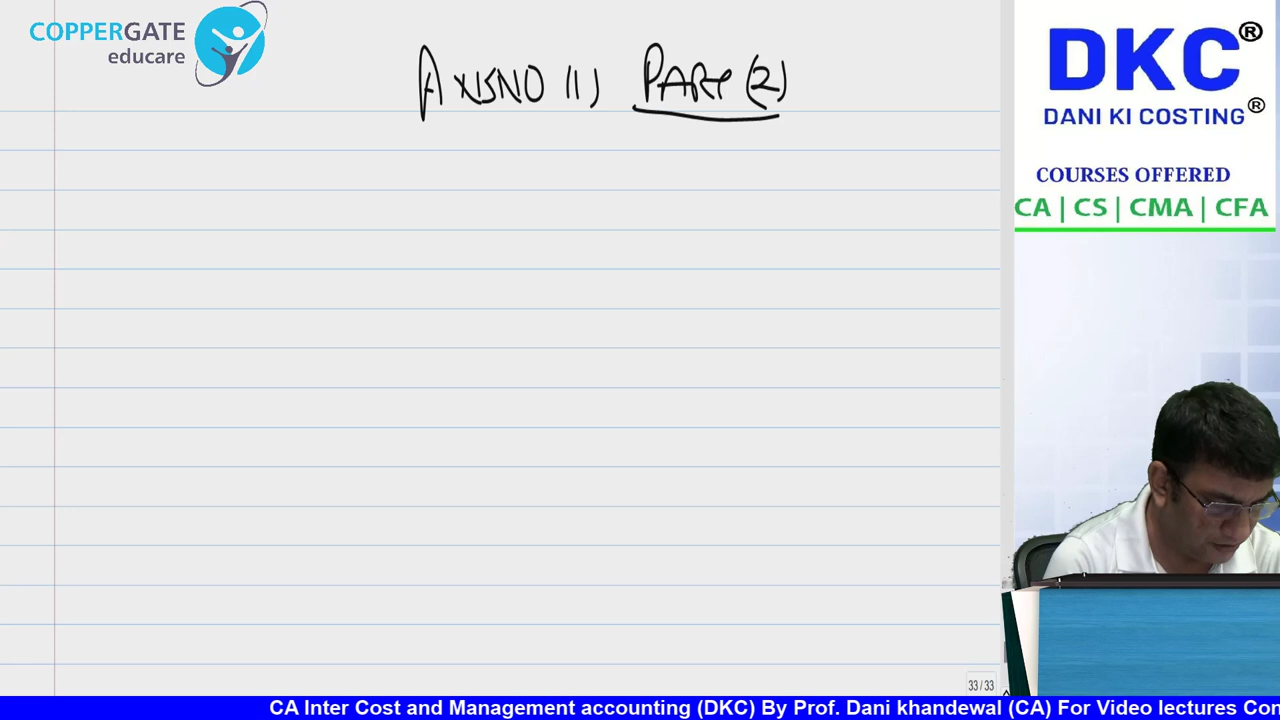 COPPERGATE
educare
AXISNO 11) PART (2)
DKC®
DANI KI COSTING®
COURSES OFFERED
CA | CS | CMA | CFA
33 / 33
CA Inter Cost and Management accounting (DKC) By Prof. Dani khandewal (CA) For Video lectures Con